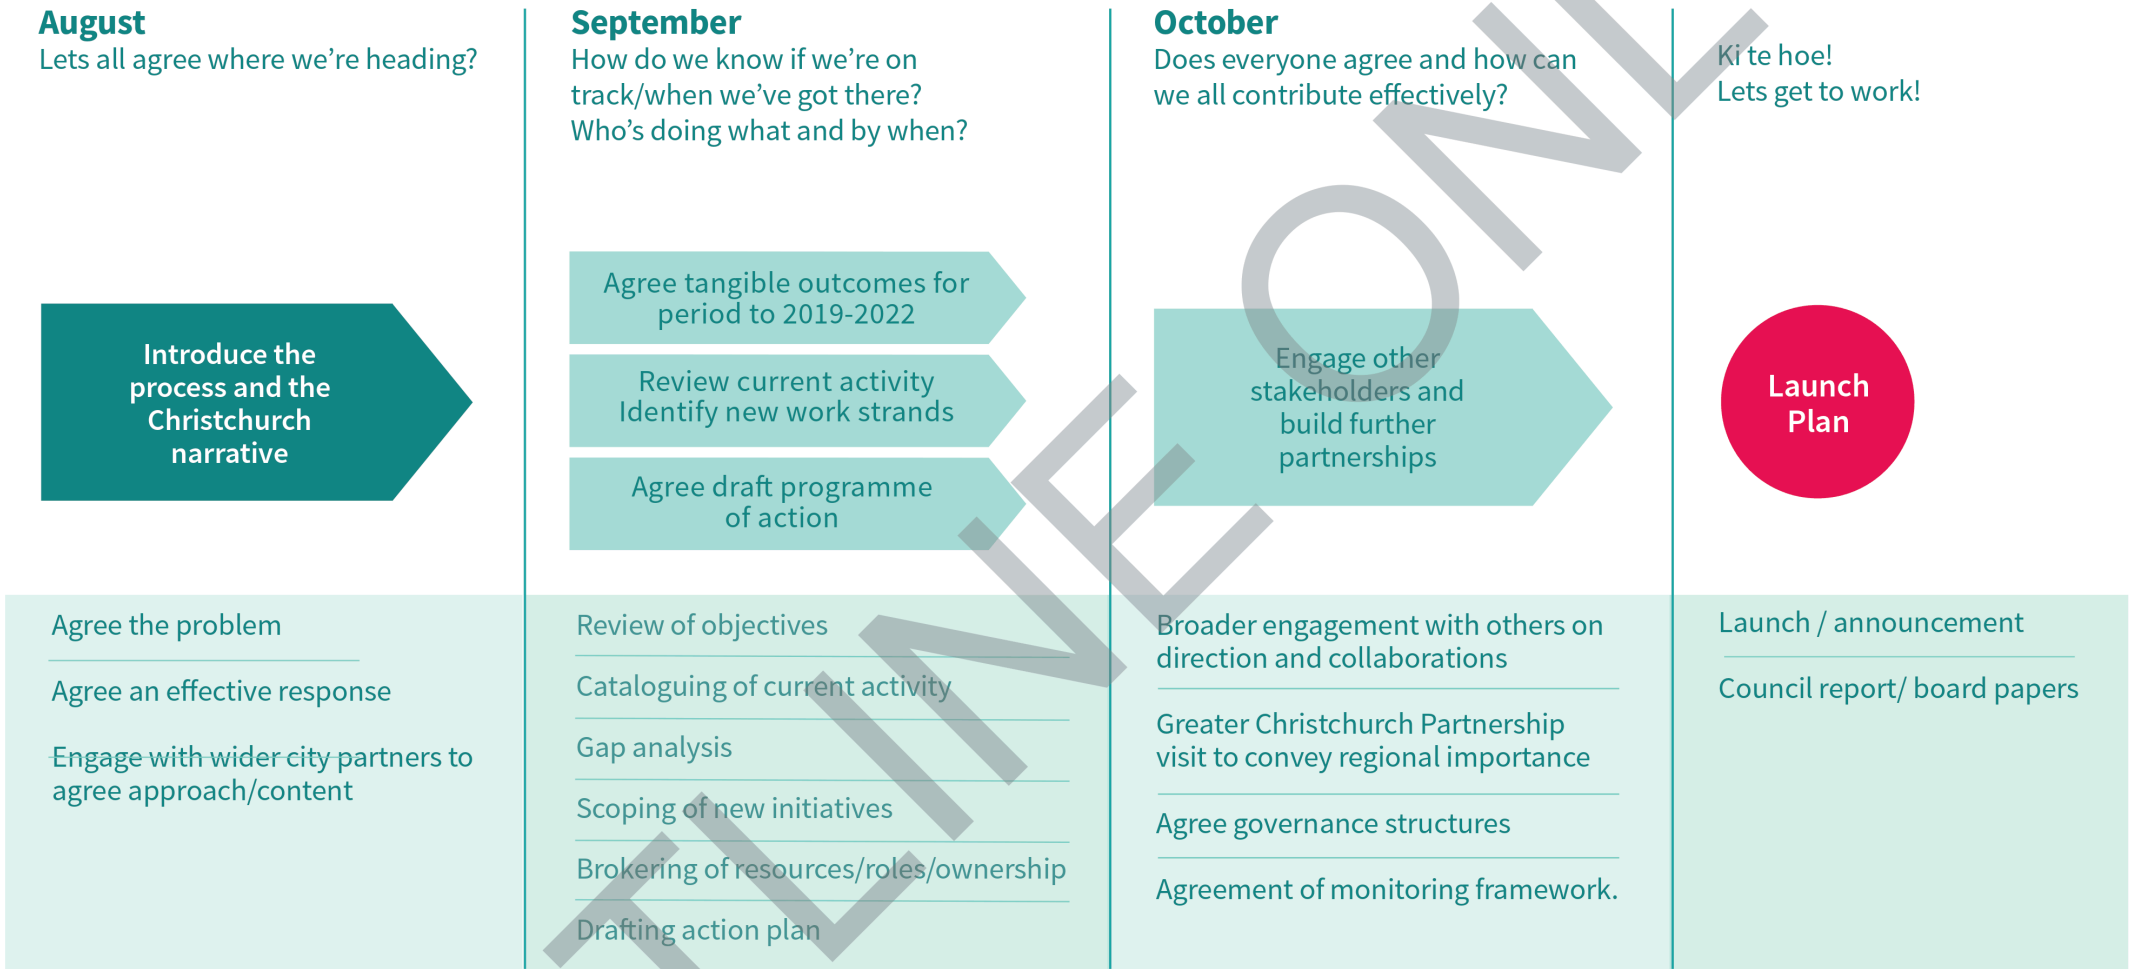 August
Lets all agree where we’re heading?
September
How do we know if we’re on
track/when we’ve got there?
Who’s doing what and by when?
October
Does everyone agree and how can
we all contribute effectively?
Ki te hoe!
Lets get to work!
Introduce the
process and the
Christchurch
narrative
Agree tangible outcomes for
period to 2019-2022
Review current activity
Identify new work strands
Agree draft programme
of action
Engage other
stakeholders and
build further
partnerships
Launch
Plan
Agree the problem
Agree an effective response
Engage with wider city partners to
agree approach/content
Review of objectives
Cataloguing of current activity
Gap analysis
Scoping of new initiatives
Brokering of resources/roles/ownership
Drafting action plan
Broader engagement with others on
direction and collaborations
Greater Christchurch Partnership
visit to convey regional importance
Agree governance structures
Agreement of monitoring framework.
Launch / announcement
Council report/ board papers
TLINE ONE